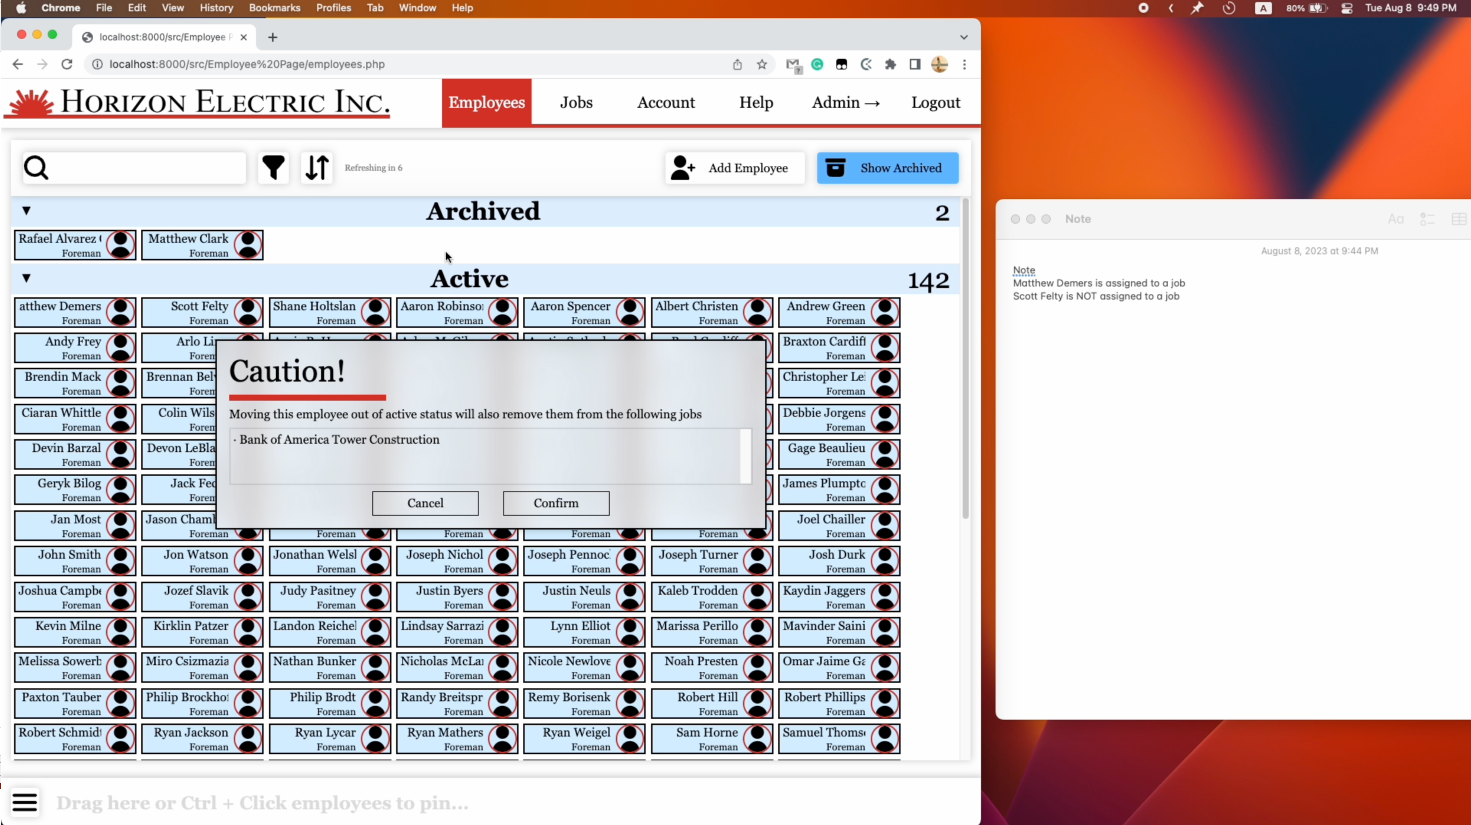 Chrome File Edit View History Bookmarks Profiles Tab Window Help
A 80% Tue Aug 8 9:49 PM
localhost:8000/src/Employee P
localhost:8000/src/Employee%20Page/employees.php
HORIZON ELECTRIC INC.
Employees Jobs Account Help Admin → Logout
Refreshing in 6
Add Employee
Show Archived
Archived 2
Rafael Alvarez Matthew Clark
Foreman Foreman
Active 142
atthew Demers Scott Felty Shane Holtslan Aaron Robinso Aaron Spencer Albert Christen Andrew Green
Foreman Foreman Foreman Foreman Foreman Foreman Foreman
Andy Frey Arlo Li Braxton Cardiff
Foreman Forem Foreman
Brendin Mack Brennan Bel Christopher Le
Foreman Forem Foreman
Ciaran Whittle Colin Wils Debbie Jorgens
Foreman Forem Foreman
Devin Barzal Devon LeBla Gage Beaulieu
Foreman Forem Foreman
Geryk Bilog Jack Fe James Plumpto
Foreman Forem Foreman
Jan Most Jason Chamb Joel Chailler
Foreman Foreman Foreman Foreman Foreman Foreman Foreman
Caution!
Moving this employee out of active status will also remove them from the following jobs
· Bank of America Tower Construction
Cancel Confirm
John Smith Jon Watson Jonathan Wels Joseph Nichol Joseph Pennoc Joseph Turner Josh Durk
Foreman Foreman Foreman Foreman Foreman Foreman Foreman
Joshua Campbe Jozef Slavik Judy Pasitney Justin Byers Justin Neuls Kaleb Trodden Kaydin Jaggers
Foreman Foreman Foreman Foreman Foreman Foreman Foreman
Kevin Milne Kirklin Patzer Landon Reichel Lindsay Sarrazi Lynn Elliot Marissa Perillo Mavinder Saini
Foreman Foreman Foreman Foreman Foreman Foreman Foreman
Melissa Sowerb Miro Csizmazia Nathan Bunker Nicholas McLa Nicole Newlove Noah Presten Omar Jaime Ga
Foreman Foreman Foreman Foreman Foreman Foreman Foreman
Paxton Tauber Philip Brockho Philip Brodt Randy Breitspr Remy Borisenk Robert Hill Robert Phillips
Foreman Foreman Foreman Foreman Foreman Foreman Foreman
Robert Schmidt Ryan Jackson Ryan Lycar Ryan Mathers Ryan Weigel Sam Horne Samuel Thoms
Foreman Foreman Foreman Foreman Foreman Foreman Foreman
Drag here or Ctrl + Click employees to pin...
Note
Aa
August 8, 2023 at 9:44 PM
Note
Matthew Demers is assigned to a job
Scott Felty is NOT assigned to a job